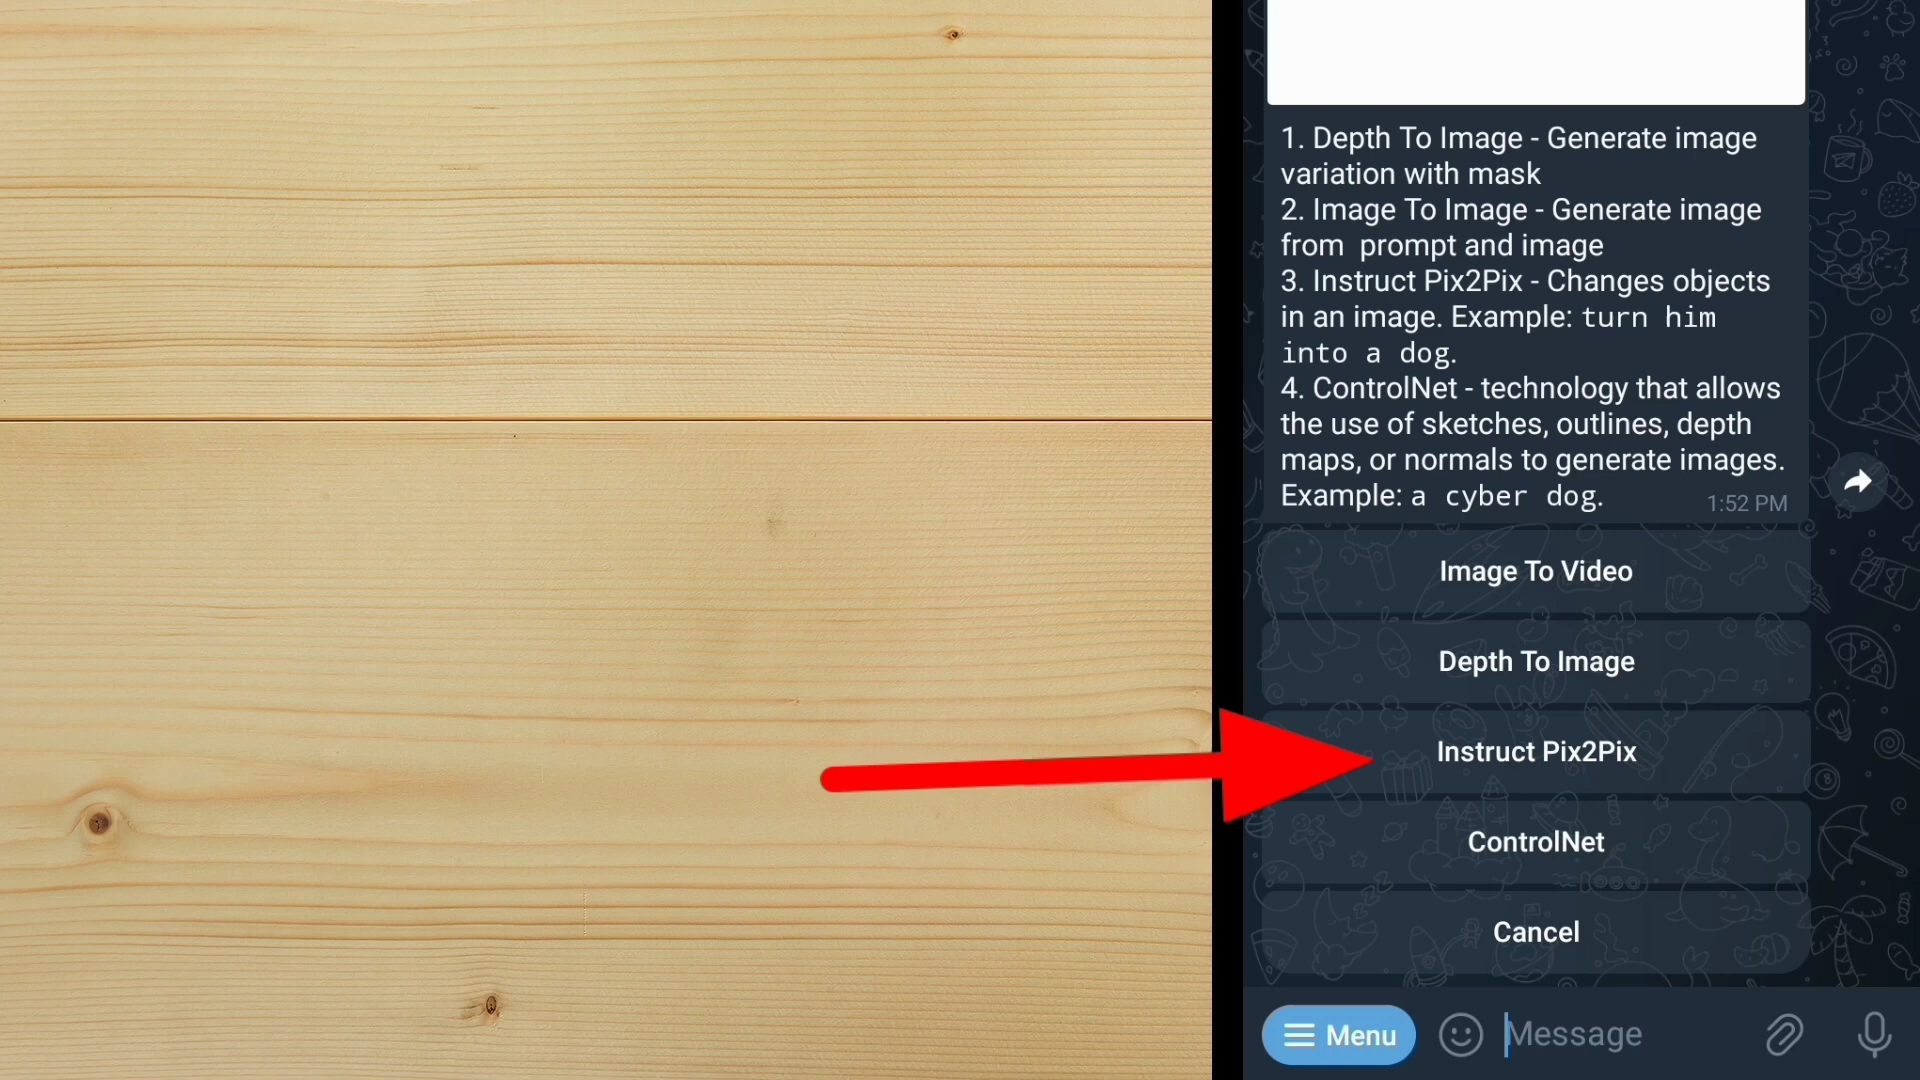 1. Depth To Image - Generate image
variation with mask
2. Image To Image - Generate image
from  prompt and image
3. Instruct Pix2Pix - Changes objects
in an image. Example: turn him
into a dog.
4. ControlNet - technology that allows
the use of sketches, outlines, depth
maps, or normals to generate images.
Example: a cyber dog.
1:52 PM
Image To Video
Depth To Image
Instruct Pix2Pix
ControlNet
Cancel
Menu
Message